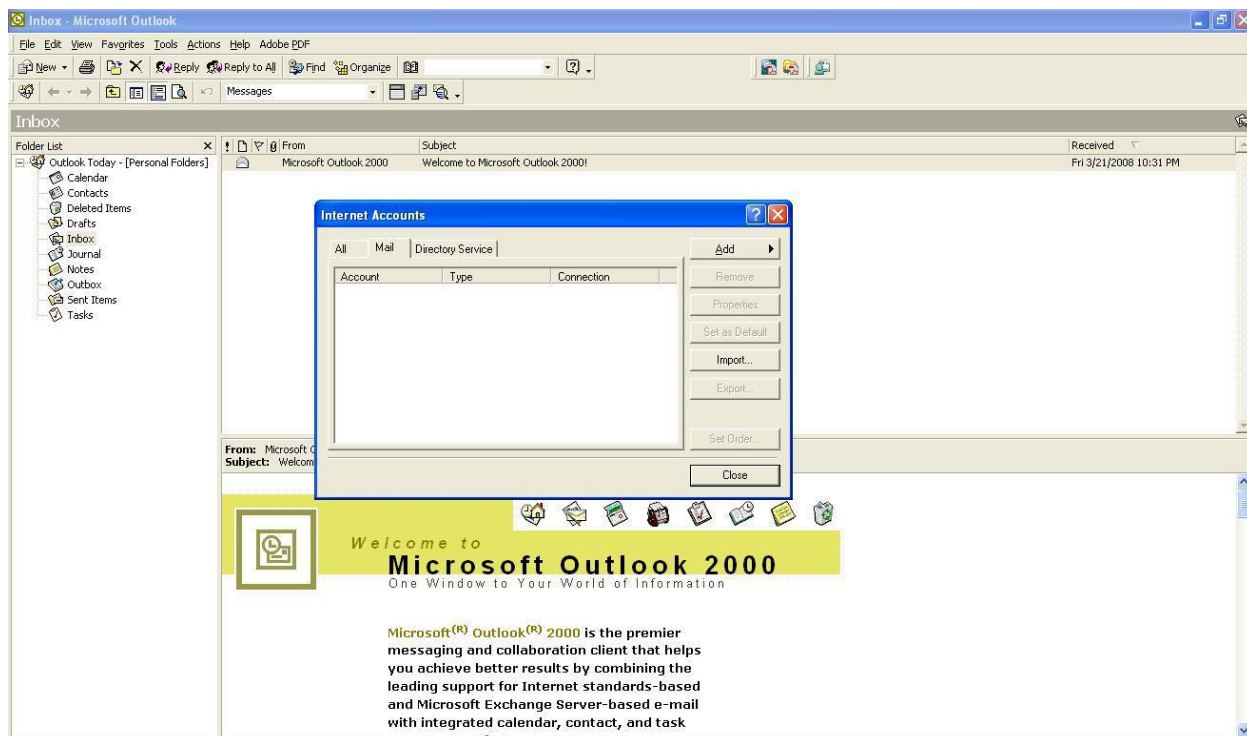 Inbox - Microsoft Outlook
File Edit View Favorites Tools Actions Help Adobe PDF
New Reply Reply to All Find Organize
Messages
Inbox
Folder List
Outlook Today - [Personal Folders]
Calendar
Contacts
Deleted Items
Drafts
Inbox
Journal
Notes
Outbox
Sent Items
Tasks
! From Subject Received
Microsoft Outlook 2000 Welcome to Microsoft Outlook 2000! Fri 3/21/2008 10:31 PM
Internet Accounts
All Mail Directory Service
Account Type Connection
Add
Remove
Properties
Set as Default
Import...
Export...
Set Order...
Close
From: Microsoft O
Subject: Welcom
Welcome to
Microsoft Outlook 2000
One Window to Your World of Information
Microsoft(R) Outlook(R) 2000 is the premier
messaging and collaboration client that helps
you achieve better results by combining the
leading support for Internet standards-based
and Microsoft Exchange Server-based e-mail
with integrated calendar, contact, and task